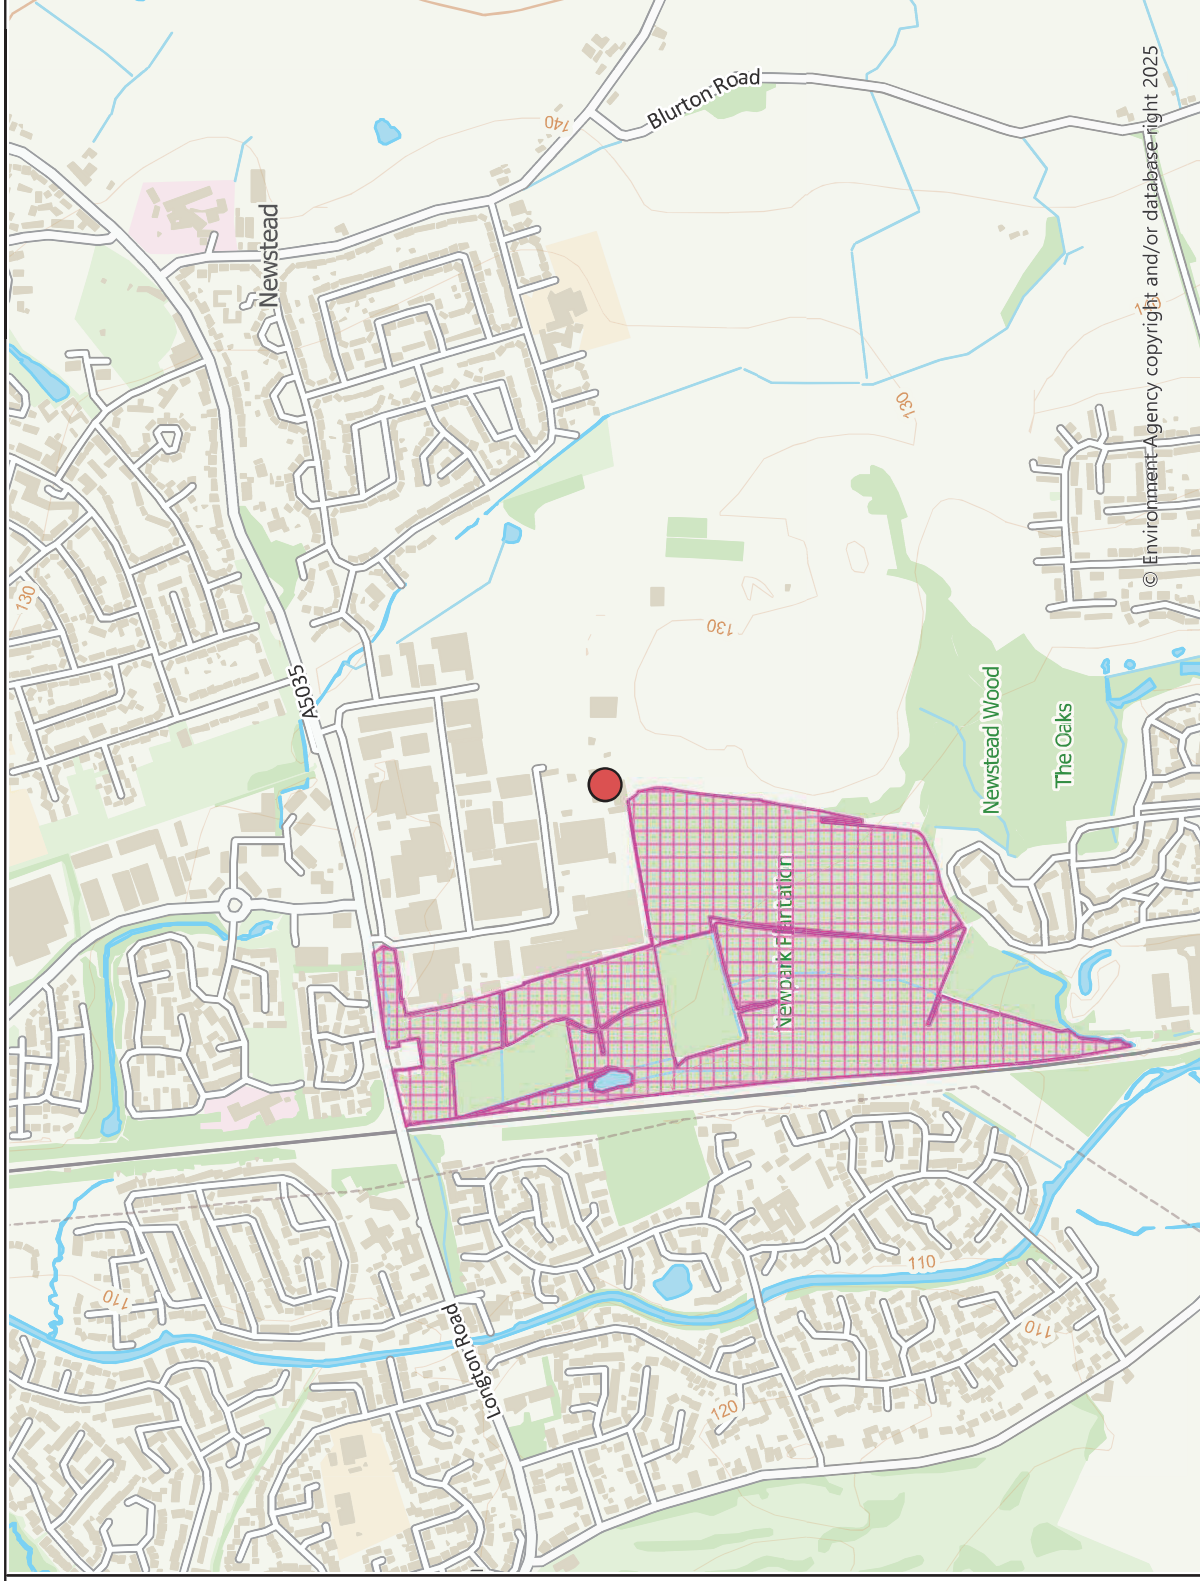 140
Blurton Road
© Environment Agency copyright and/or database right 2025
Newstead
130
130
130
A5035
Newstead Wood
The Oaks
Newpark Plantation
110
110
110
Longton Road
120